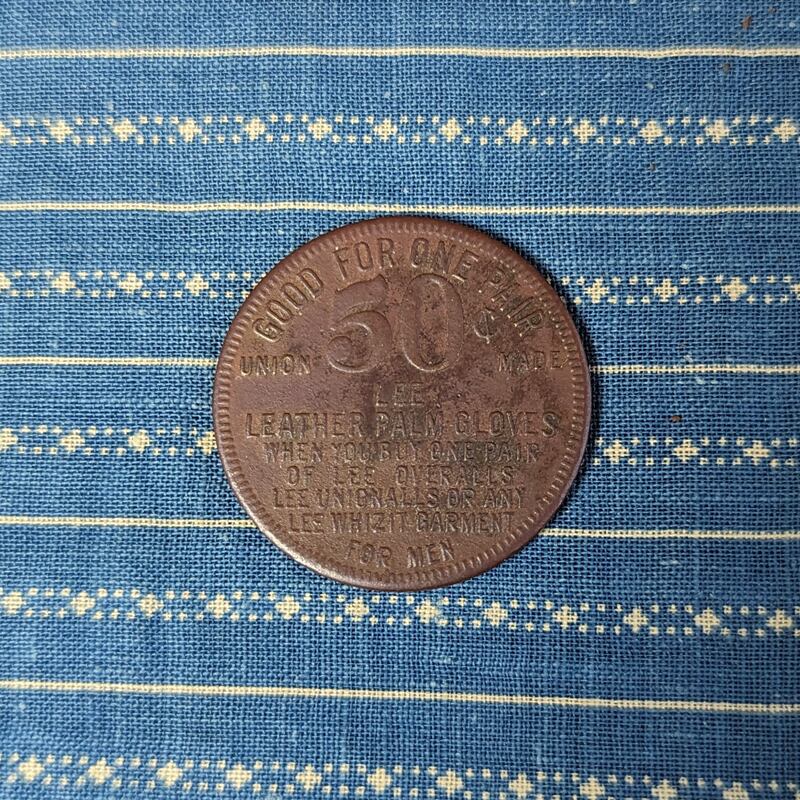 GOOD FOR ONE PAIR
50¢
UNION MADE
LEE
LEATHER PALM GLOVES
WHEN YOU BUY ONE PAIR
OF LEE OVERALLS
LEE UNIONALLS OR ANY
LEE WHIZIT GARMENT
FOR MEN